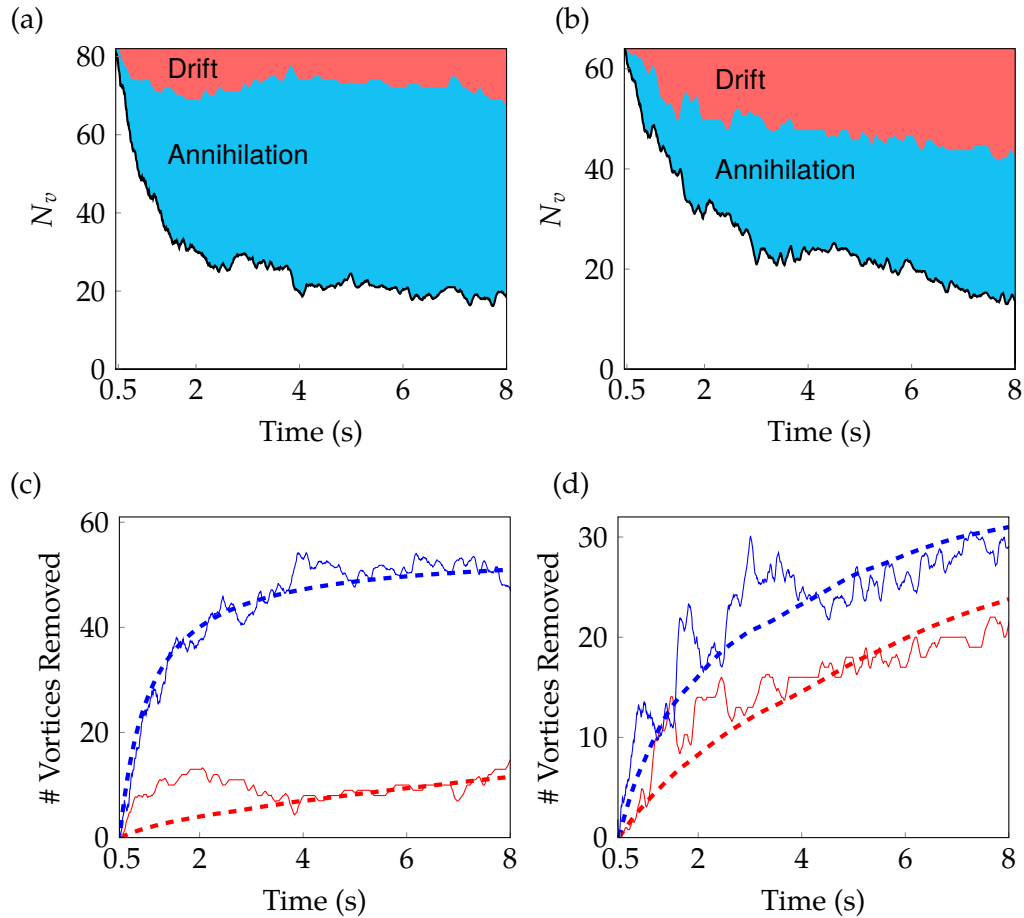 (a)
(b)
80
60
40
20
0
N_v
Drift
Annihilation
0.5 2 4 6 8
Time (s)
60
40
20
0
N_v
Drift
Annihilation
0.5 2 4 6 8
Time (s)
(c)
(d)
60
40
20
0
# Vortices Removed
0.5 2 4 6 8
Time (s)
30
20
10
0
# Vortices Removed
0.5 2 4 6 8
Time (s)